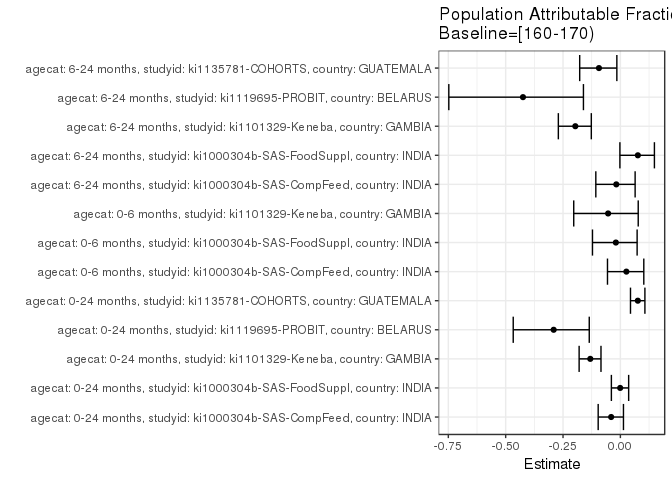 Population Attributable Fracti
Baseline=[160-170)
agecat: 6-24 months, studyid: ki1135781-COHORTS, country: GUATEMALA
agecat: 6-24 months, studyid: ki1119695-PROBIT, country: BELARUS
agecat: 6-24 months, studyid: ki1101329-Keneba, country: GAMBIA
agecat: 6-24 months, studyid: ki1000304b-SAS-FoodSuppl, country: INDIA
agecat: 6-24 months, studyid: ki1000304b-SAS-CompFeed, country: INDIA
agecat: 0-6 months, studyid: ki1101329-Keneba, country: GAMBIA
agecat: 0-6 months, studyid: ki1000304b-SAS-FoodSuppl, country: INDIA
agecat: 0-6 months, studyid: ki1000304b-SAS-CompFeed, country: INDIA
agecat: 0-24 months, studyid: ki1135781-COHORTS, country: GUATEMALA
agecat: 0-24 months, studyid: ki1119695-PROBIT, country: BELARUS
agecat: 0-24 months, studyid: ki1101329-Keneba, country: GAMBIA
agecat: 0-24 months, studyid: ki1000304b-SAS-FoodSuppl, country: INDIA
agecat: 0-24 months, studyid: ki1000304b-SAS-CompFeed, country: INDIA
-0.75 -0.50 -0.25 0.00
Estimate